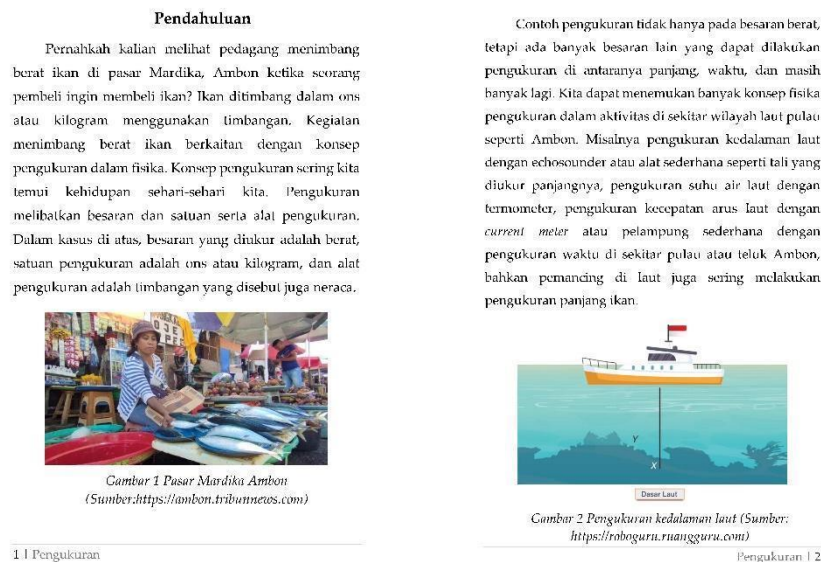 Pendahuluan
Pernahkah kalian melihat pedagang menimbang
berat ikan di pasar Mardika, Ambon ketika seorang
pembeli ingin membeli ikan? Ikan ditimbang dalam ons
atau kilogram menggunakan timbangan. Kegiatan
menimbang berat ikan berkaitan dengan konsep
pengukuran dalam fisika. Konsep pengukuran sering kita
temui kehidupan sehari-sehari kita. Pengukuran
melibatkan besaran dan satuan serta alat pengukuran.
Dalam kasus di atas, besaran yang diukur adalah berat,
satuan pengukuran adalah ons atau kilogram, dan alat
pengukuran adalah timbangan yang disebut juga neraca.
Gambar 1 Pasar Mardika Ambon
(Sumber:https://ambon.tribunnews.com)
1 | Pengukuran
Contoh pengukuran tidak hanya pada besaran berat,
tetapi ada banyak besaran lain yang dapat dilakukan
pengukuran di antaranya panjang, waktu, dan masih
banyak lagi. Kita dapat menemukan banyak konsep fisika
pengukuran dalam aktivitas di sekitar wilayah laut pulau
seperti Ambon. Misalnya pengukuran kedalaman laut
dengan echosounder atau alat sederhana seperti tali yang
diukur panjangnya, pengukuran suhu air laut dengan
termometer, pengukuran kecepatan arus laut dengan
current meter atau pelampung sederhana dengan
pengukuran waktu di sekitar pulau atau teluk Ambon,
bahkan pemancing di laut juga sering melakukan
pengukuran panjang ikan.
Y
X
Dasar Laut
Gambar 2 Pengukuran kedalaman laut (Sumber:
https://roboguru.ruangguru.com)
Pengukuran | 2